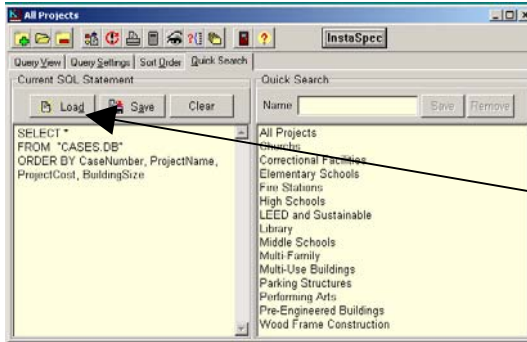 All Projects
InstaSpec
Query View Query Settings Sort Order Quick Search
Current SQL Statement
Load Save Clear
SELECT *
FROM "CASES.DB"
ORDER BY CaseNumber, ProjectName,
ProjectCost, BuildingSize
Quick Search
Name Save Remove
All Projects
Churchs
Correctional Facilities
Elementary Schools
Fire Stations
High Schools
LEED and Sustainable
Library
Middle Schools
Multi-Family
Multi-Use Buildings
Parking Structures
Performing Arts
Pre-Engineered Buildings
Wood Frame Construction